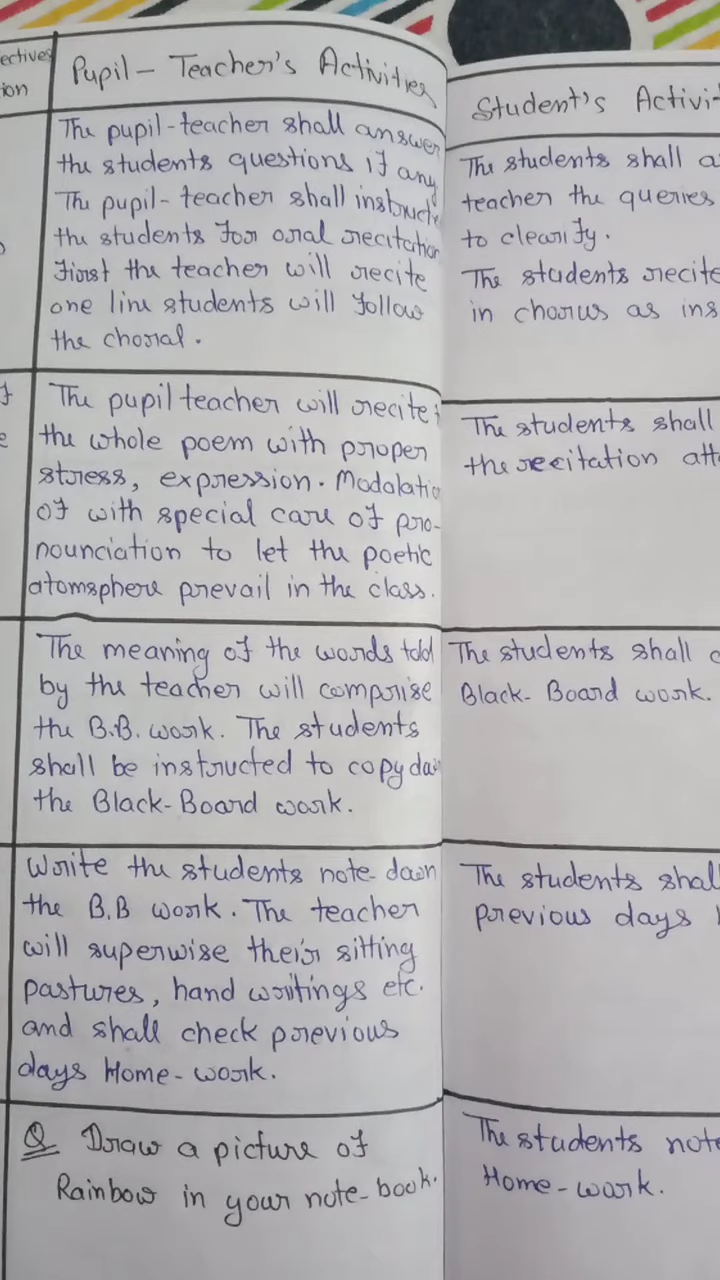 ectives
ion
Pupil - Teacher's Activities
The pupil-teacher shall answer
the students questions if any
The pupil-teacher shall instruct
the students for oral recitation
First the teacher will recite
one line students will follow
the choral.
The pupil teacher will recite
the whole poem with proper
stress, expression. Modalatio
of with special care of pro-
nounciation to let the poetic
atomsphere prevail in the class.
The meaning of the words told
by the teacher will comprise
the B.B. work. The students
shall be instructed to copy
the Black-Board work.
Write the students note-down
the B.B work. The teacher
will superwise their sitting
pastures, hand writings etc.
and shall check previous
days Home-work.
Q Draw a picture of
Rainbow in your note-book.
Student's Activi
The students shall a
teacher the queries
to clearify.
The students recite
in chorus as ins
The students shall
the recitation att
The students shall
Black-Board work.
The students shal
previous days
The students note
Home-work.